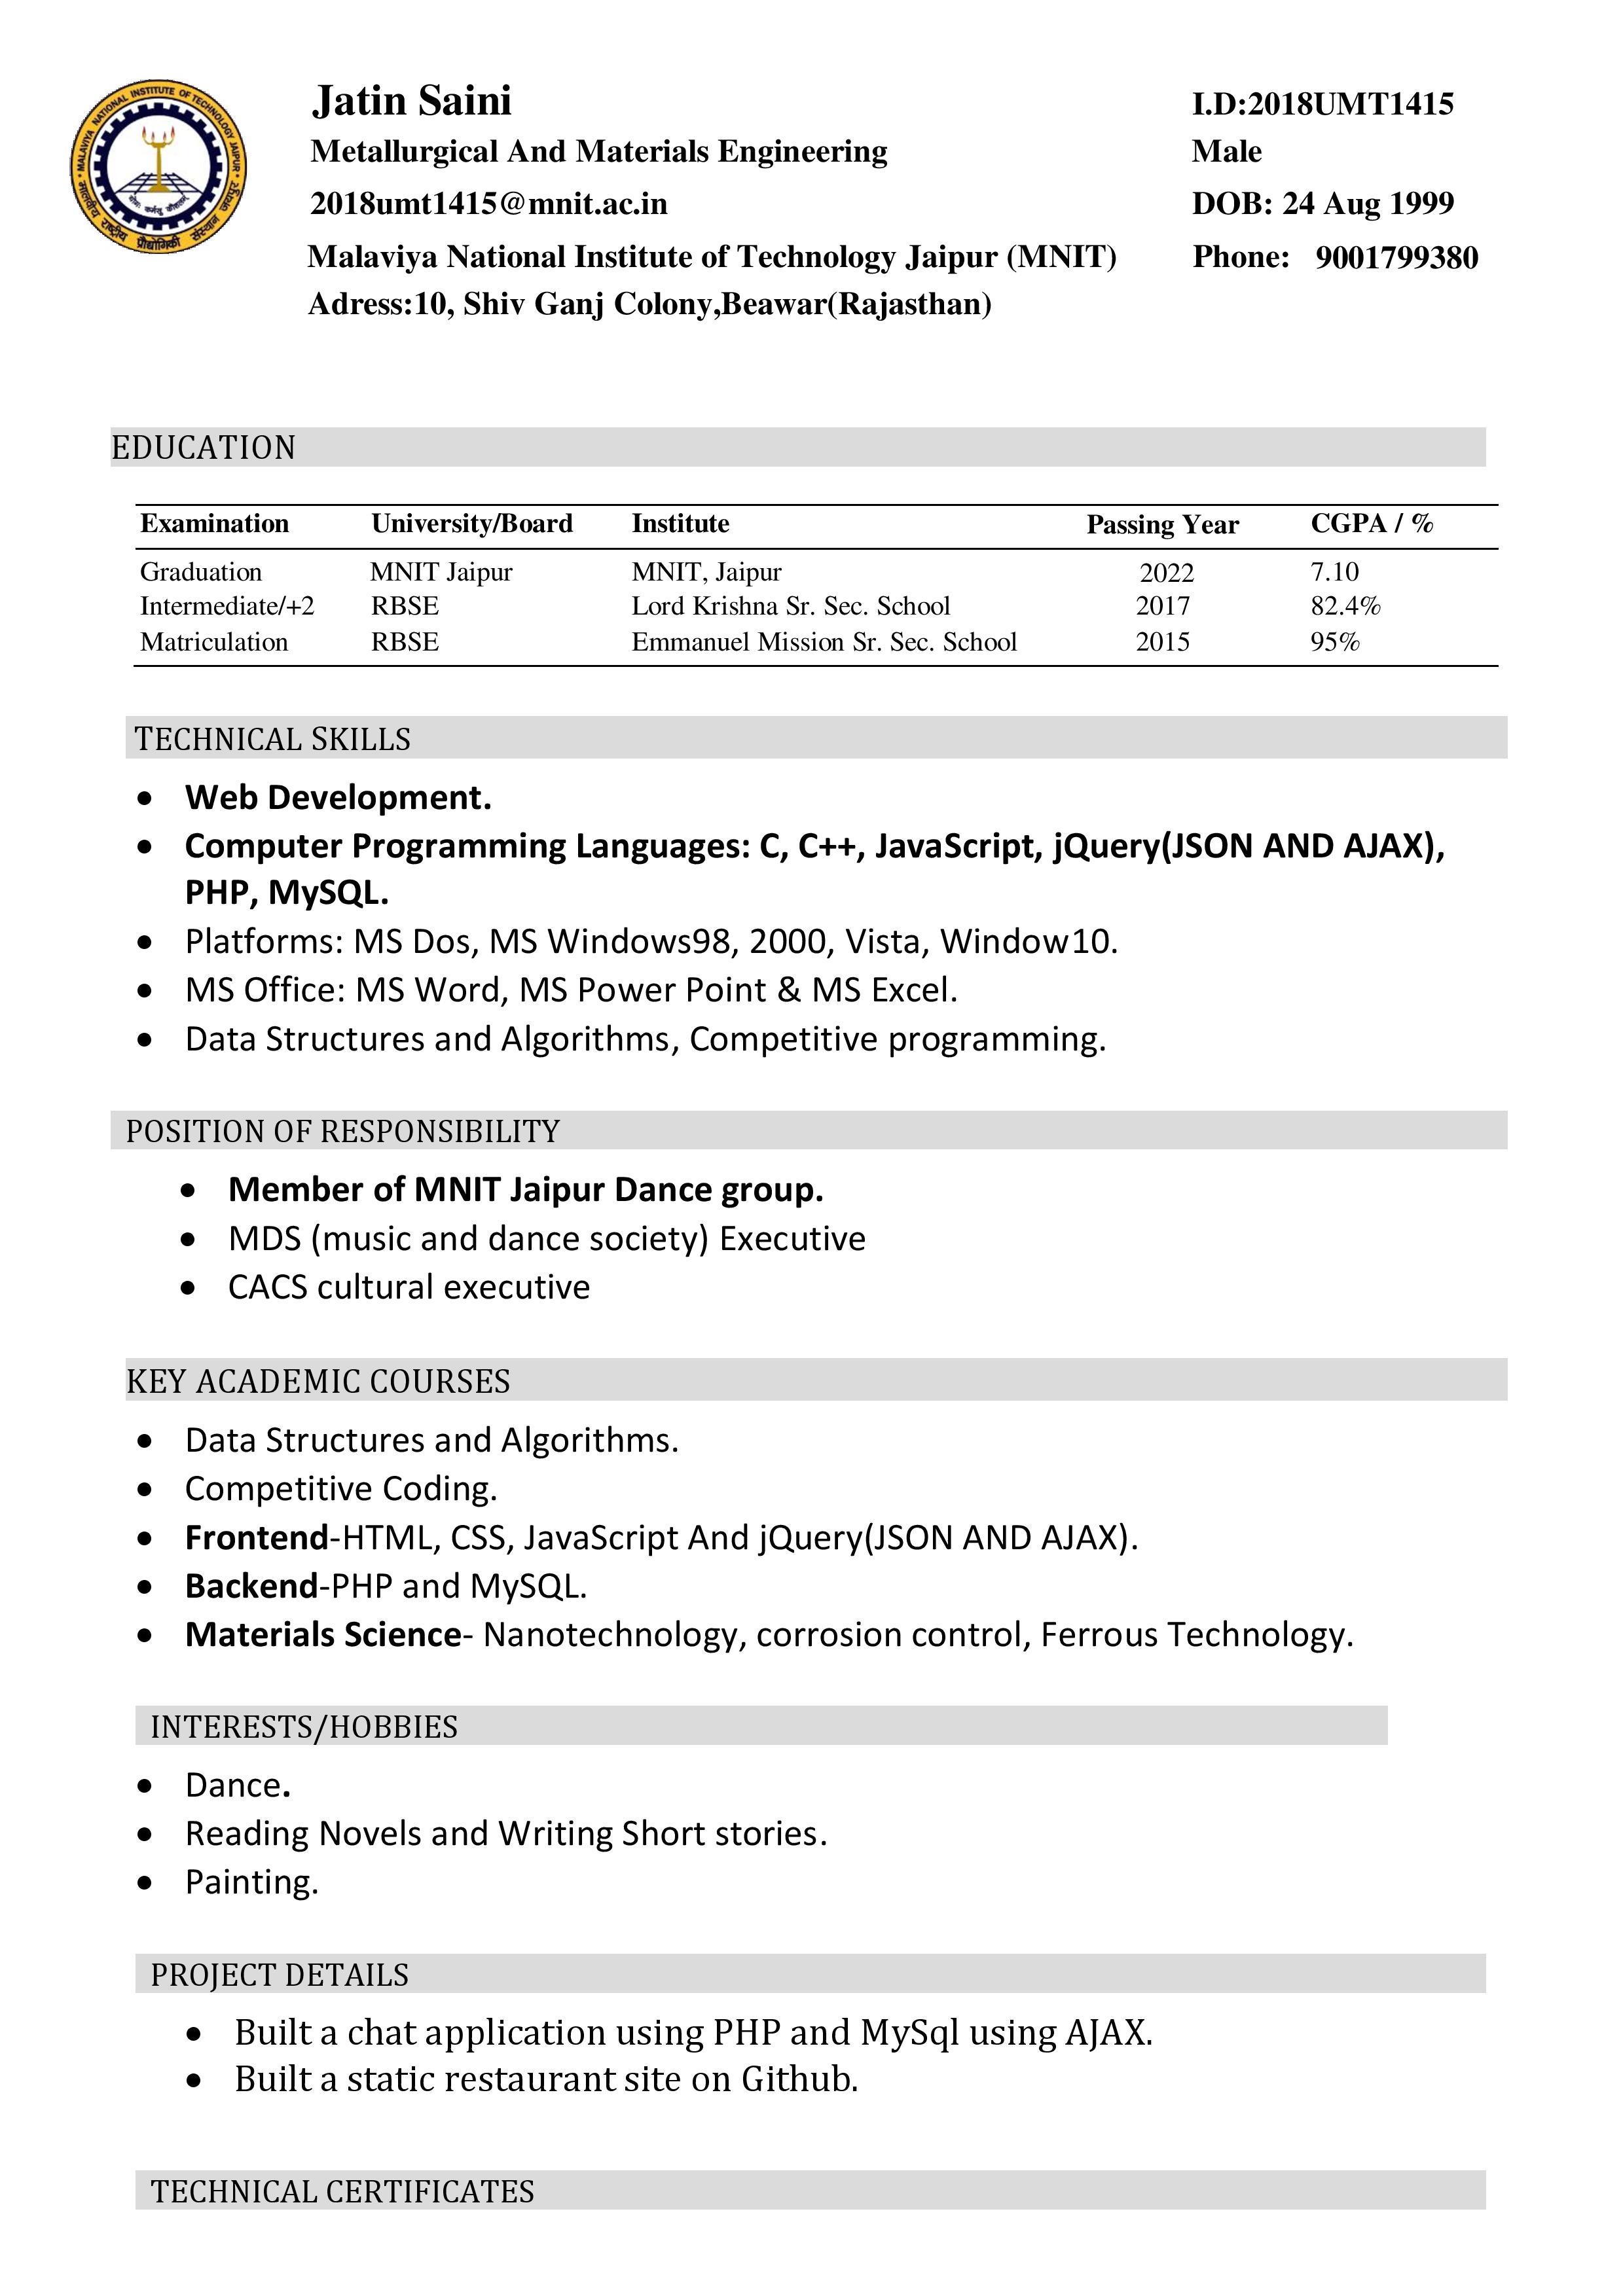 MALAVIYA NATIONAL INSTITUTE OF TECHNOLOGY JAIPUR
मालवीय राष्ट्रीय प्रौद्योगिकी संस्थान जयपुर
Jatin Saini I.D:2018UMT1415
Metallurgical And Materials Engineering Male
2018umt1415@mnit.ac.in DOB: 24 Aug 1999
Malaviya National Institute of Technology Jaipur (MNIT) Phone: 9001799380
Adress:10, Shiv Ganj Colony,Beawar(Rajasthan)
EDUCATION
Examination University/Board Institute Passing Year CGPA / %
Graduation MNIT Jaipur MNIT, Jaipur 2022 7.10
Intermediate/+2 RBSE Lord Krishna Sr. Sec. School 2017 82.4%
Matriculation RBSE Emmanuel Mission Sr. Sec. School 2015 95%
TECHNICAL SKILLS
• Web Development.
• Computer Programming Languages: C, C++, JavaScript, jQuery(JSON AND AJAX),
PHP, MySQL.
• Platforms: MS Dos, MS Windows98, 2000, Vista, Window10.
• MS Office: MS Word, MS Power Point & MS Excel.
• Data Structures and Algorithms, Competitive programming.
POSITION OF RESPONSIBILITY
• Member of MNIT Jaipur Dance group.
• MDS (music and dance society) Executive
• CACS cultural executive
KEY ACADEMIC COURSES
• Data Structures and Algorithms.
• Competitive Coding.
• Frontend-HTML, CSS, JavaScript And jQuery(JSON AND AJAX).
• Backend-PHP and MySQL.
• Materials Science- Nanotechnology, corrosion control, Ferrous Technology.
INTERESTS/HOBBIES
• Dance.
• Reading Novels and Writing Short stories.
• Painting.
PROJECT DETAILS
• Built a chat application using PHP and MySql using AJAX.
• Built a static restaurant site on Github.
TECHNICAL CERTIFICATES